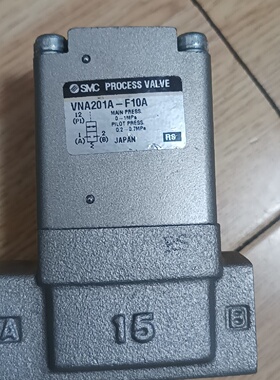 SMC PROCESS VALVE
VNA201A-F10A
12
(P1)
1
(A)
2
(B)
MAIN PRESS.
0~1MPa
PILOT PRESS.
0.2~0.7MPa
JAPAN
RS
A
15
B